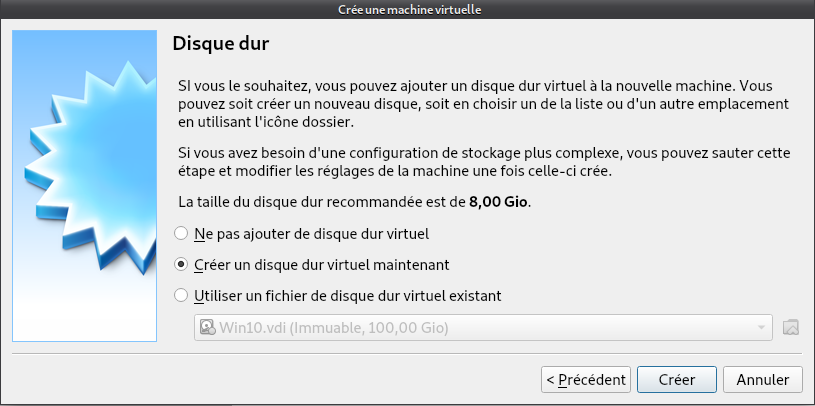 Crée une machine virtuelle
Disque dur
SI vous le souhaitez, vous pouvez ajouter un disque dur virtuel à la nouvelle machine. Vous
pouvez soit créer un nouveau disque, soit en choisir un de la liste ou d'un autre emplacement
en utilisant l'icône dossier.
Si vous avez besoin d'une configuration de stockage plus complexe, vous pouvez sauter cette
étape et modifier les réglages de la machine une fois celle-ci crée.
La taille du disque dur recommandée est de 8,00 Gio.
Ne pas ajouter de disque dur virtuel
Créer un disque dur virtuel maintenant
Utiliser un fichier de disque dur virtuel existant
Win10.vdi (Immuable, 100,00 Gio)
< Précédent
Créer
Annuler